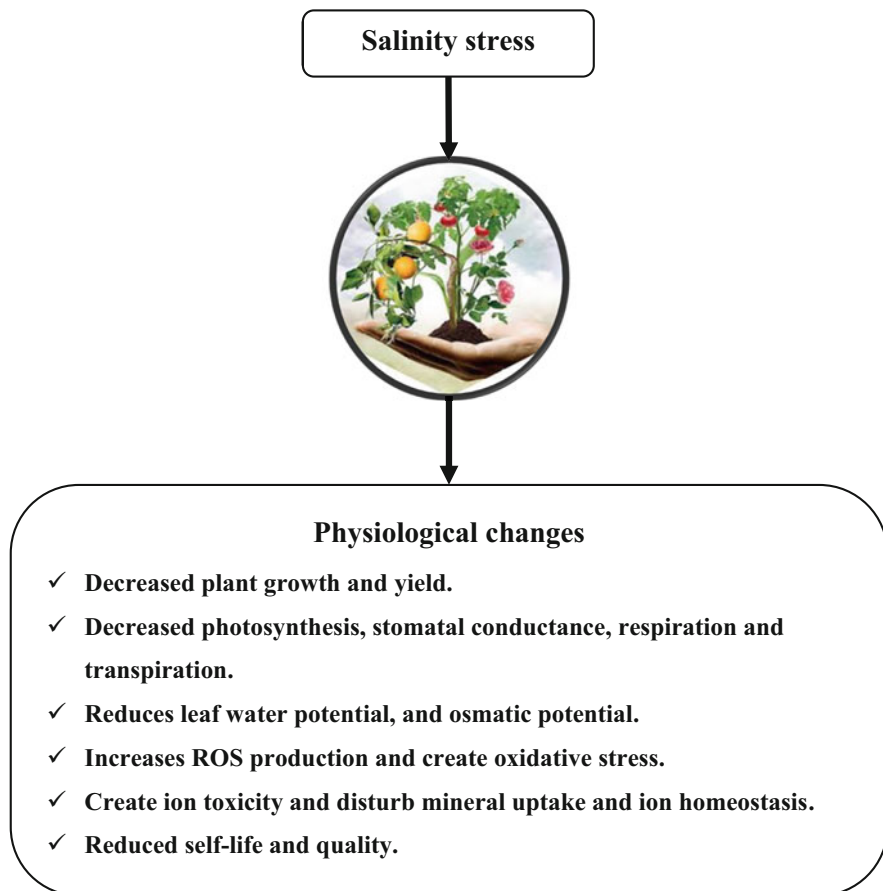 Salinity stress
Physiological changes
✓ Decreased plant growth and yield.
✓ Decreased photosynthesis, stomatal conductance, respiration and
transpiration.
✓ Reduces leaf water potential, and osmatic potential.
✓ Increases ROS production and create oxidative stress.
✓ Create ion toxicity and disturb mineral uptake and ion homeostasis.
✓ Reduced self-life and quality.